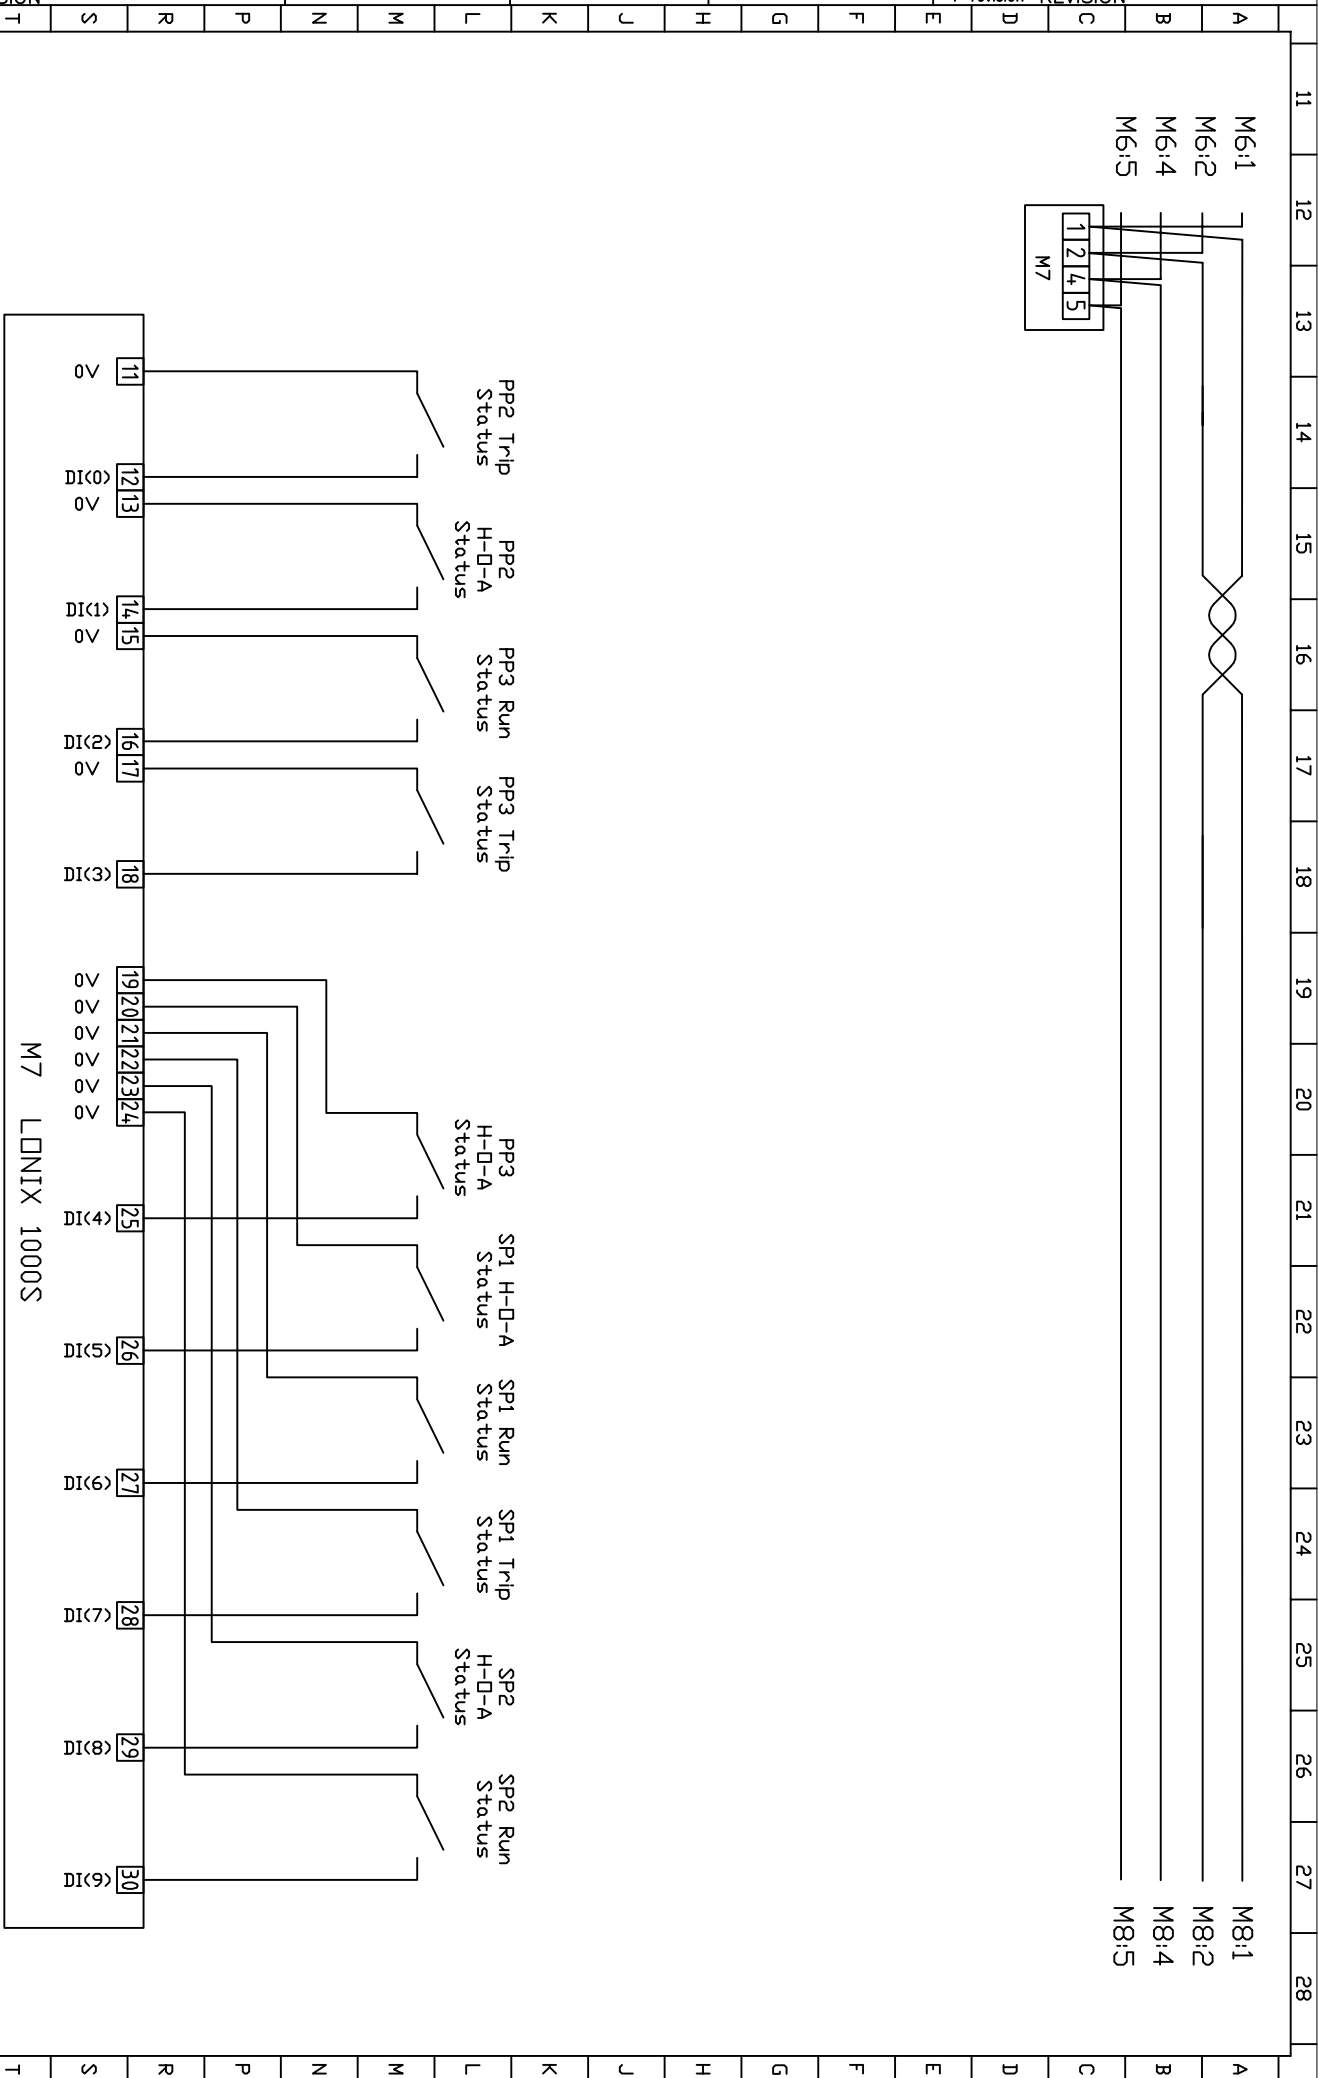 REVISION
11
12
13
14
15
16
17
18
19
20
21
22
23
24
25
26
27
28
A
B
C
D
E
F
G
H
J
K
L
M
N
P
R
S
T
M6:1
M6:2
M6:4
M6:5
M8:1
M8:2
M8:4
M8:5
1 2 4 5
M7
PP2 Trip
Status
PP2
H-O-A
Status
PP3 Run
Status
PP3 Trip
Status
PP3
H-O-A
Status
SP1 H-O-A
Status
SP1 Run
Status
SP1 Trip
Status
SP2
H-O-A
Status
SP2 Run
Status
11 12 13 14 15 16 17 18 19 20 21 22 23 24 25 26 27 28 29 30
0V DI(0) 0V DI(1) 0V DI(2) 0V DI(3) 0V 0V 0V 0V 0V 0V DI(4) DI(5) DI(6) DI(7) DI(8) DI(9)
M7 LONIX 1000S
A
B
C
D
E
F
G
H
J
K
L
M
N
P
R
S
T